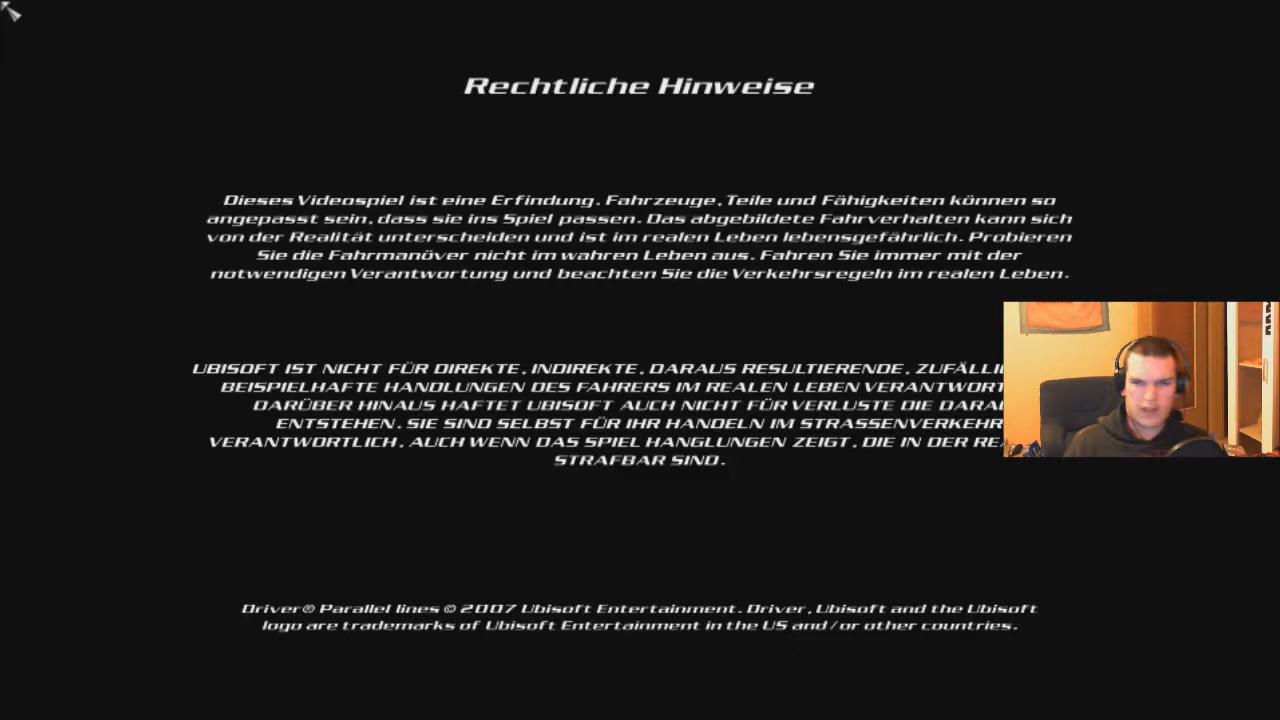 Rechtliche Hinweise
Dieses Videospiel ist eine Erfindung. Fahrzeuge, Teile und Fähigkeiten können so
angepasst sein, dass sie ins Spiel passen. Das abgebildete Fahrverhalten kann sich
von der Realität unterscheiden und ist im realen Leben lebensgefährlich. Probieren
Sie die Fahrmanöver nicht im wahren Leben aus. Fahren Sie immer mit der
notwendigen Verantwortung und beachten Sie die Verkehrsregeln im realen Leben.
UBISOFT IST NICHT FÜR DIREKTE, INDIREKTE, DARAUS RESULTIERENDE,
BEISPIELHAFTE HANDLUNGEN DES FAHRERS IM REALEN LEBEN
DARÜBER HINAUS HAFTET UBISOFT AUCH NICHT FÜR VERLUSTE DIE
ENTSTEHEN. SIE SIND SELBST FÜR IHR HANDELN IM STRASSENVERKEHR
VERANTWORTLICH, AUCH WENN DAS SPIEL HANGLUNGEN ZEIGT, DIE IN DER
STRAFBAR SIND.
Driver® Parallel lines © 2007 Ubisoft Entertainment. Driver, Ubisoft and the Ubisoft
logo are trademarks of Ubisoft Entertainment in the US and/or other countries.